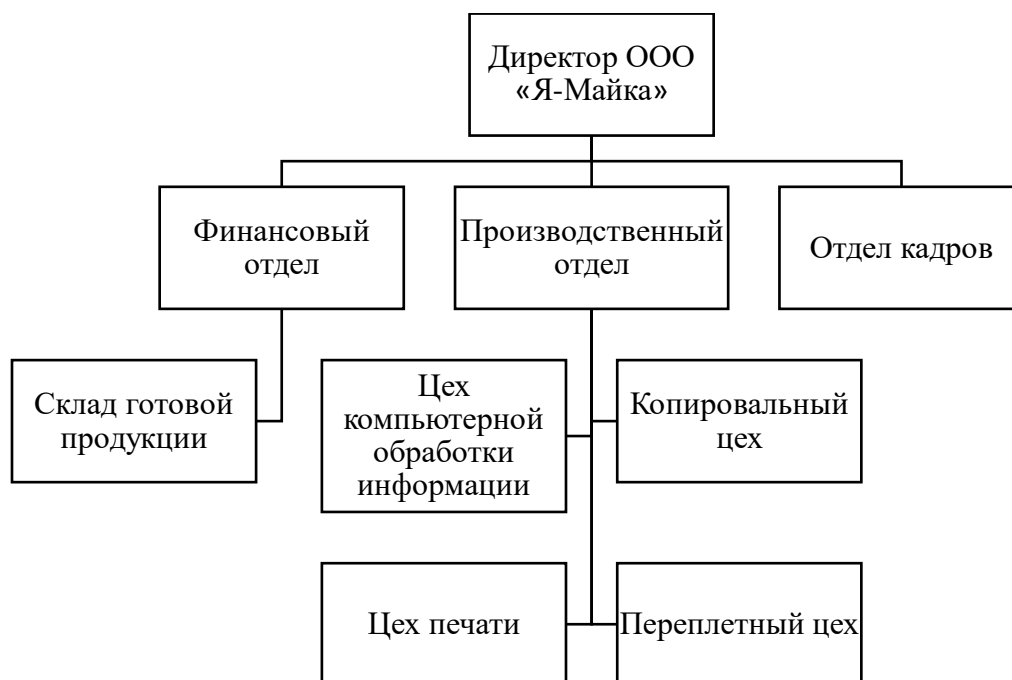 Директор ООО
«Я-Майка»
Финансовый
отдел
Производственный
отдел
Отдел кадров
Склад готовой
продукции
Цех
компьютерной
обработки
информации
Копировальный
цех
Цех печати
Переплетный цех